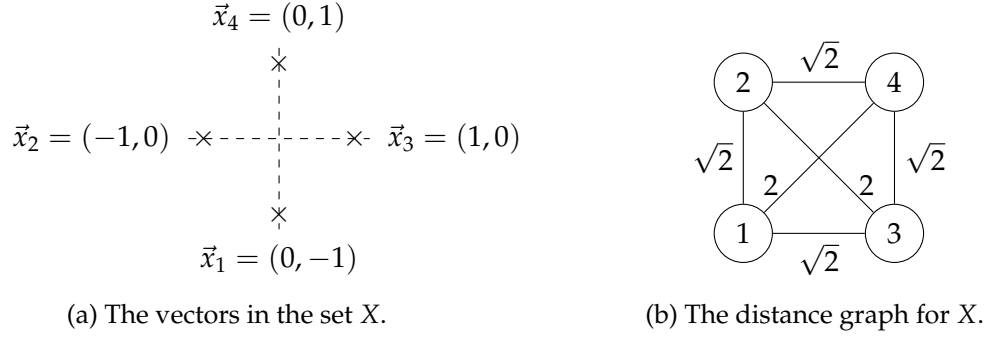 x⃗₄ = (0, 1)
x⃗₂ = (−1, 0)
x⃗₃ = (1, 0)
x⃗₁ = (0, −1)
(a) The vectors in the set X.
√2
2 4
√2 √2
2 2
1 3
√2
(b) The distance graph for X.